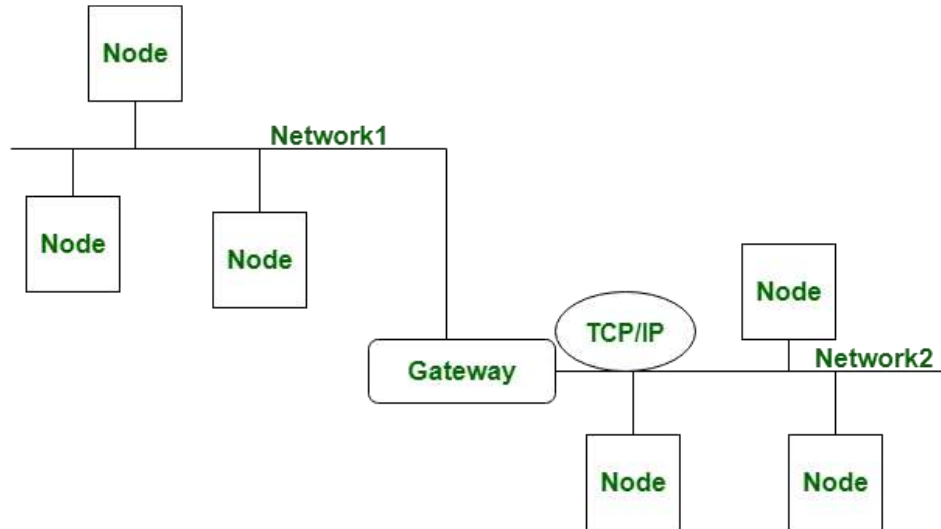 Node
Network1
Node
Node
Node
TCP/IP
Network2
Gateway
Node
Node